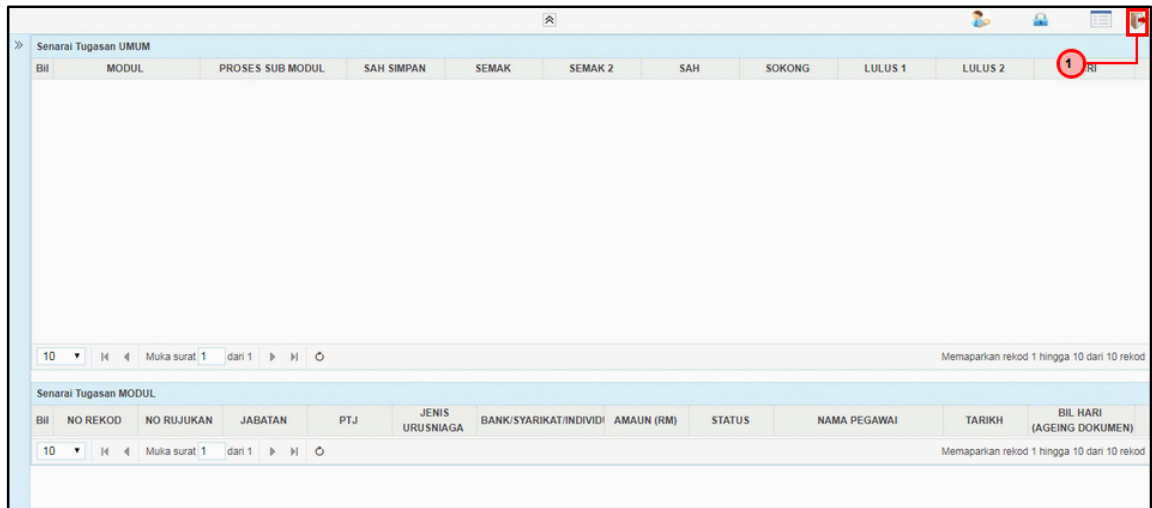 Senarai Tugasan UMUM
Bil MODUL PROSES SUB MODUL SAH SIMPAN SEMAK SEMAK 2 SAH SOKONG LULUS 1 LULUS 2 1
10 Muka surat 1 dari 1 Memaparkan rekod 1 hingga 10 dari 10 rekod
Senarai Tugasan MODUL
Bil NO REKOD NO RUJUKAN JABATAN PTJ JENIS URUSNIAGA BANK/SYARIKAT/INDIVIDU AMAUN (RM) STATUS NAMA PEGAWAI TARIKH BIL HARI (AGEING DOKUMEN)
10 Muka surat 1 dari 1 Memaparkan rekod 1 hingga 10 dari 10 rekod